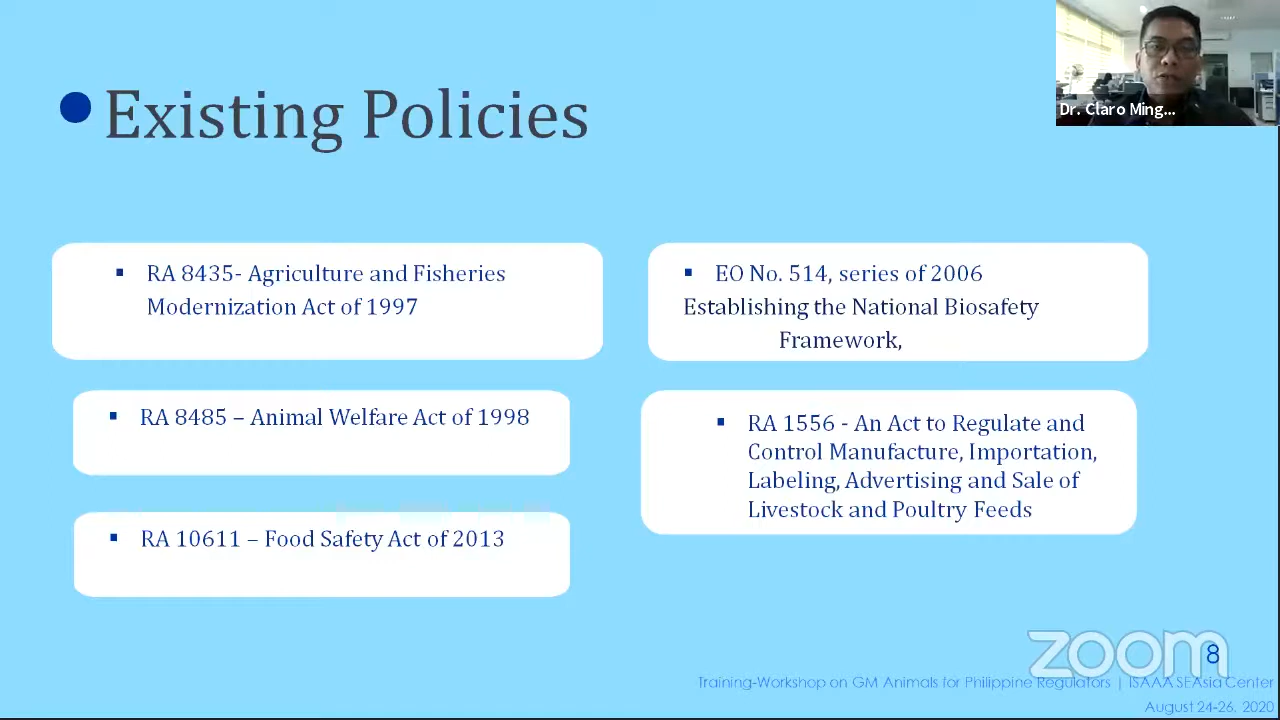 Existing Policies
Dr. Claro Ming...
▪ RA 8435- Agriculture and Fisheries
Modernization Act of 1997
▪ EO No. 514, series of 2006
Establishing the National Biosafety
Framework,
▪ RA 8485 – Animal Welfare Act of 1998
▪ RA 1556 - An Act to Regulate and
Control Manufacture, Importation,
Labeling, Advertising and Sale of
Livestock and Poultry Feeds
▪ RA 10611 – Food Safety Act of 2013
zoom
8
Training-Workshop on GM Animals for Philippine Regulators | ISAAA SEAsia Center
August 24-26, 2020